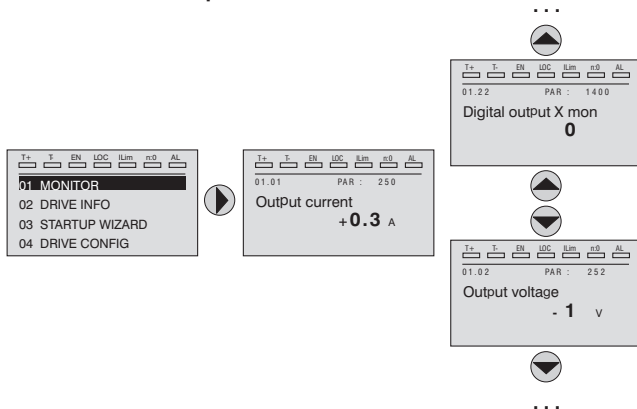 ...
T+ T- EN LOC ILim n:0 AL
01.22 PAR : 1400
Digital output X mon
0
T+ T- EN LOC ILim n:0 AL
01 MONITOR
02 DRIVE INFO
03 STARTUP WIZARD
04 DRIVE CONFIG
T+ T- EN LOC ILim n:0 AL
01.01 PAR : 250
Output current
+0.3 A
T+ T- EN LOC ILim n:0 AL
01.02 PAR : 252
Output voltage
- 1 V
...